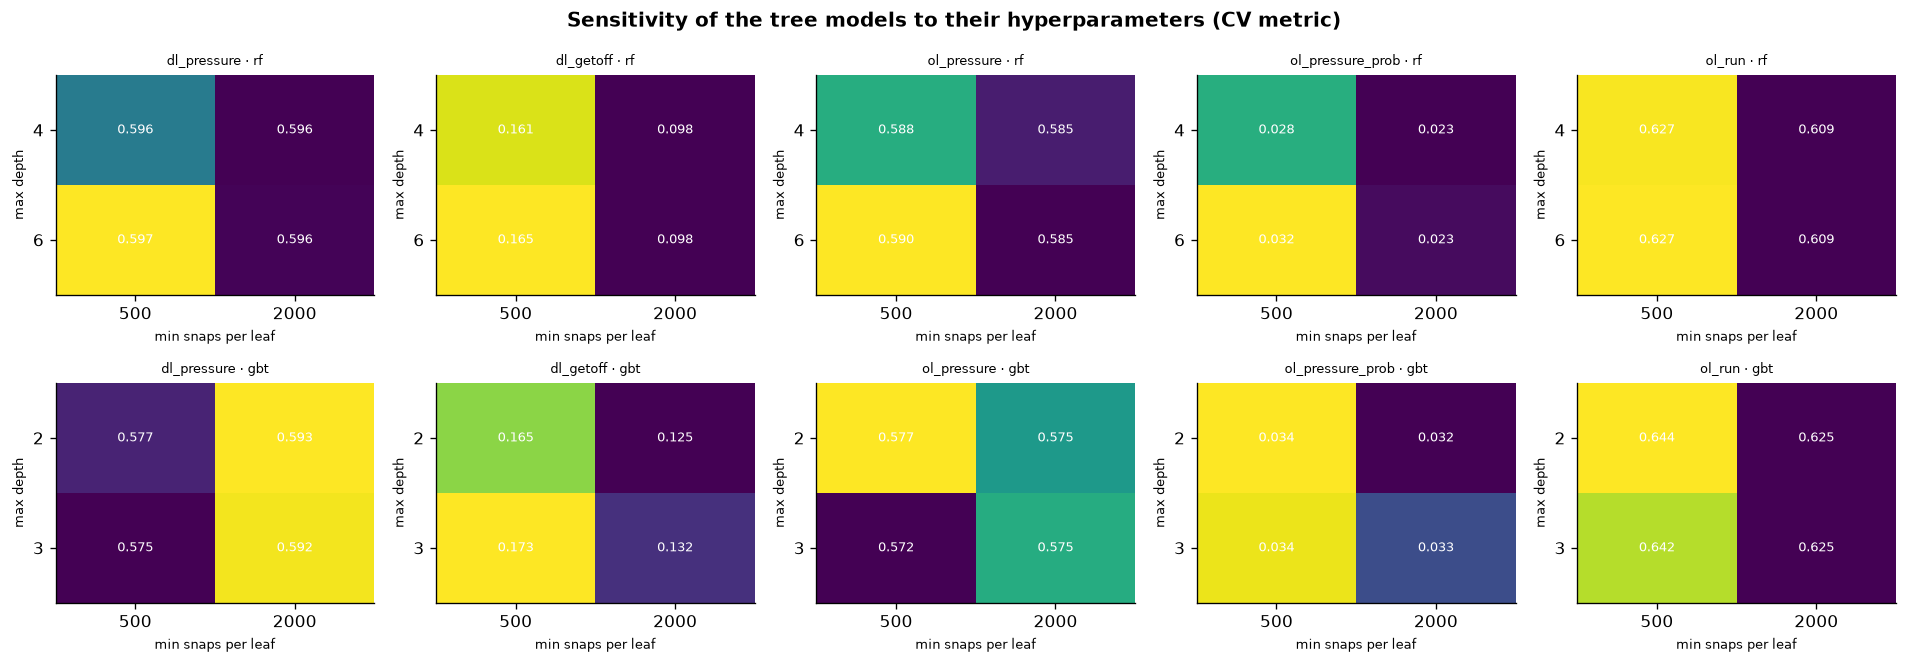 Sensitivity of the tree models to their hyperparameters (CV metric)
dl_pressure · rf
4
0.596
0.596
6
0.597
0.596
max depth
500
2000
min snaps per leaf
dl_getoff · rf
4
0.161
0.098
6
0.165
0.098
max depth
500
2000
min snaps per leaf
ol_pressure · rf
4
0.588
0.585
6
0.590
0.585
max depth
500
2000
min snaps per leaf
ol_pressure_prob · rf
4
0.028
0.023
6
0.032
0.023
max depth
500
2000
min snaps per leaf
ol_run · rf
4
0.627
0.609
6
0.627
0.609
max depth
500
2000
min snaps per leaf
dl_pressure · gbt
2
0.577
0.593
3
0.575
0.592
max depth
500
2000
min snaps per leaf
dl_getoff · gbt
2
0.165
0.125
3
0.173
0.132
max depth
500
2000
min snaps per leaf
ol_pressure · gbt
2
0.577
0.575
3
0.572
0.575
max depth
500
2000
min snaps per leaf
ol_pressure_prob · gbt
2
0.034
0.032
3
0.034
0.033
max depth
500
2000
min snaps per leaf
ol_run · gbt
2
0.644
0.625
3
0.642
0.625
max depth
500
2000
min snaps per leaf